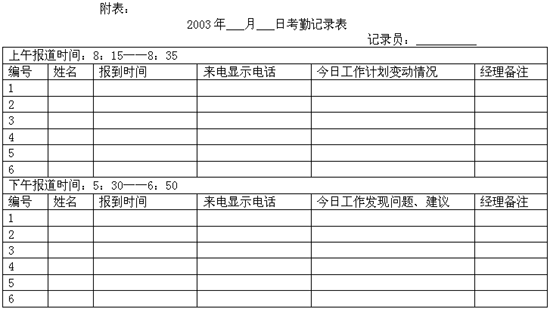 附表：
2003年___月___日考勤记录表
记录员：__________
上午报道时间：8：15——8：35
编号 姓名 报到时间 来电显示电话 今日工作计划变动情况 经理备注
1
2
3
4
5
6
下午报道时间：5：30——6：50
编号 姓名 报到时间 来电显示电话 今日工作发现问题、建议 经理备注
1
2
3
4
5
6